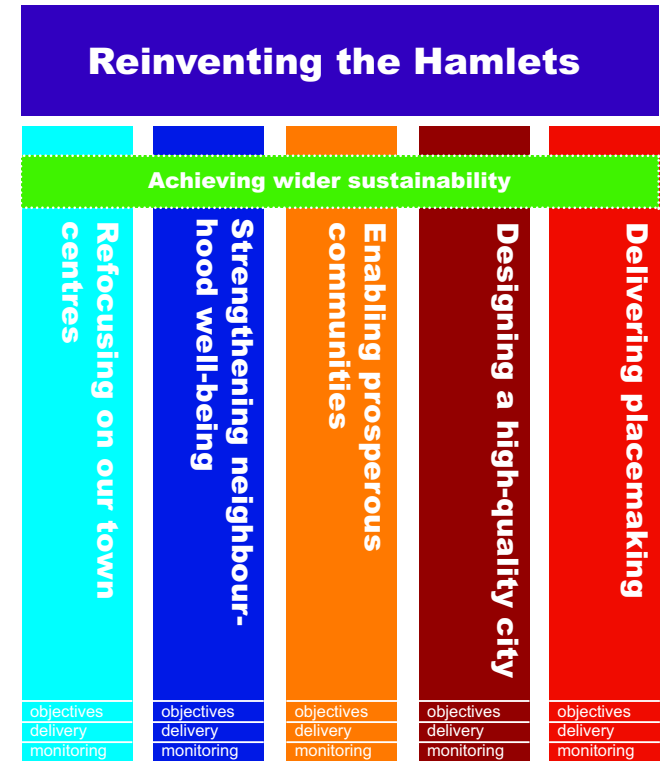 Reinventing the Hamlets
Achieving wider sustainability
Refocusing on our town
centres
Strengthening neighbour-
hood well-being
Enabling prosperous
communities
Designing a high-quality city
Delivering placemaking
objectives
delivery
monitoring
objectives
delivery
monitoring
objectives
delivery
monitoring
objectives
delivery
monitoring
objectives
delivery
monitoring